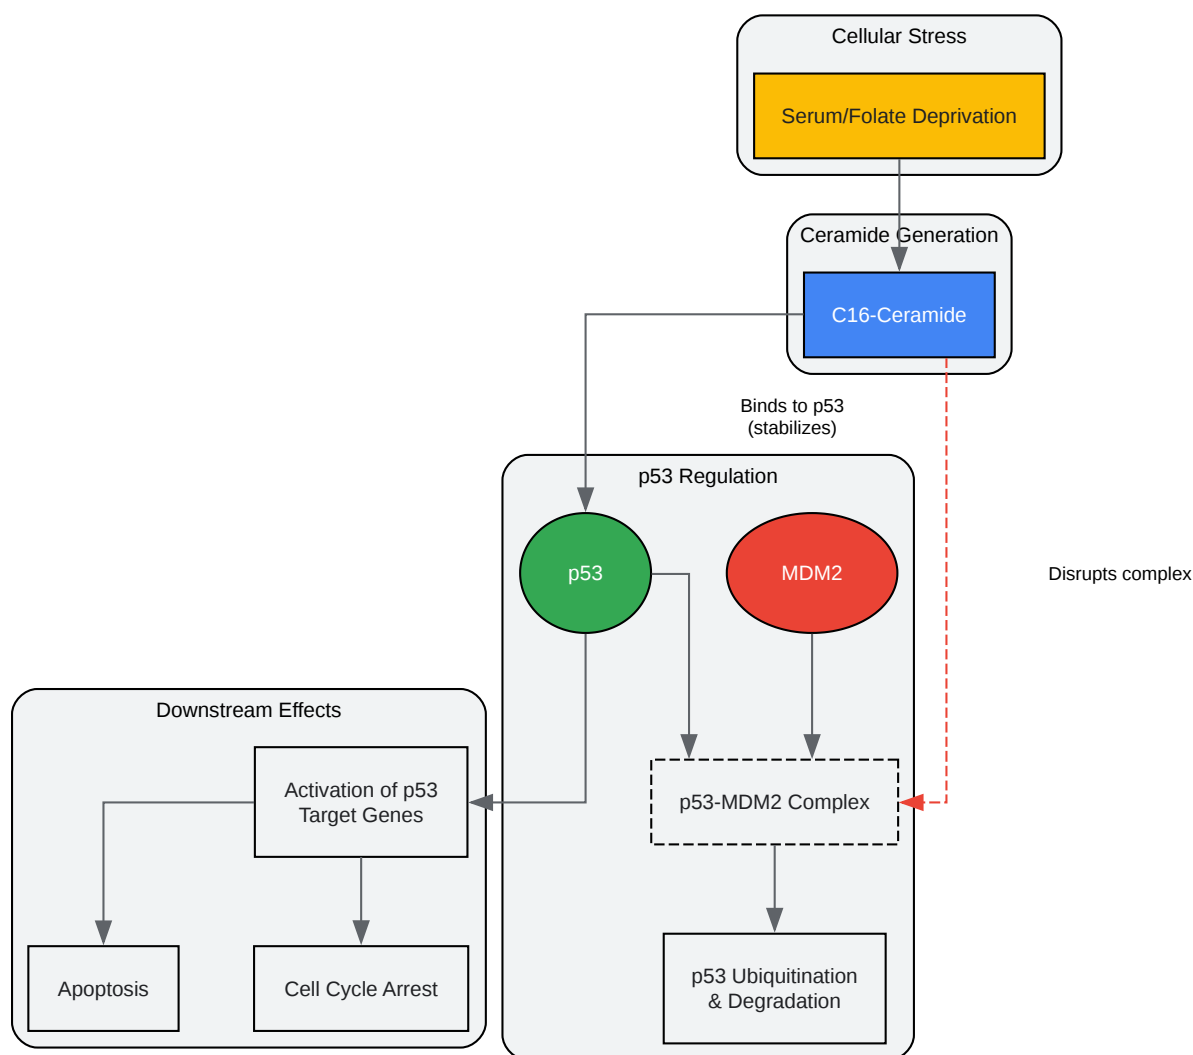 Cellular Stress
Serum/Folate Deprivation
Ceramide Generation
C16-Ceramide
Binds to p53
(stabilizes)
p53 Regulation
p53
MDM2
Disrupts complex
Downstream Effects
Activation of p53
Target Genes
p53-MDM2 Complex
Apoptosis
Cell Cycle Arrest
p53 Ubiquitination
& Degradation